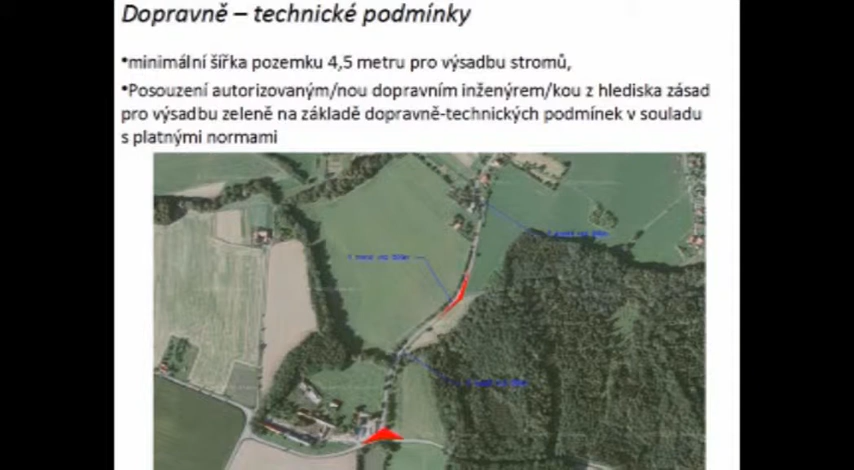 Dopravně – technické podmínky
•minimální šířka pozemku 4,5 metru pro výsadbu stromů,
•Posouzení autorizovaným/nou dopravním inženýrem/kou z hlediska zásad
pro výsadbu zeleně na základě dopravně-technických podmínek v souladu
s platnými normami